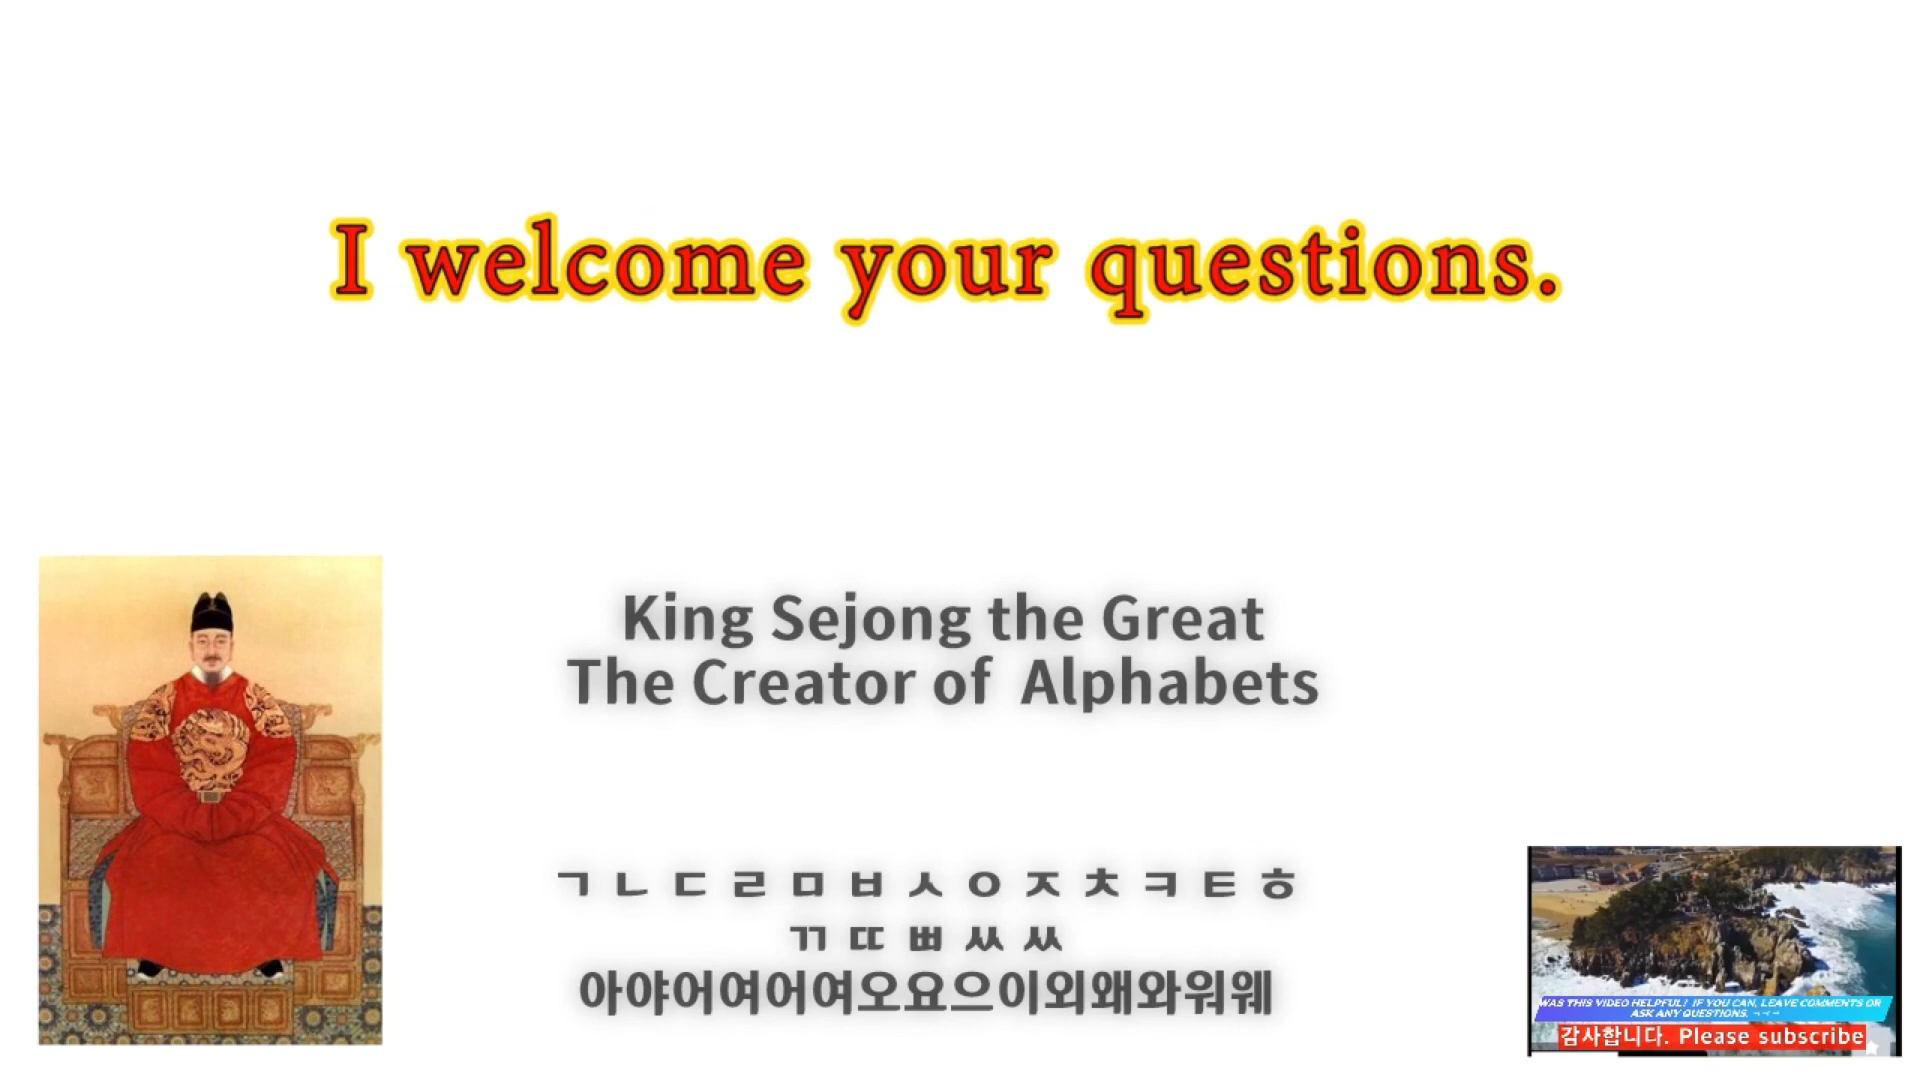 I welcome your questions.
King Sejong the Great
The Creator of Alphabets
ㄱ ㄴ ㄷ ㄹ ㅁ ㅂ ㅅ ㅇ ㅈ ㅊ ㅋ ㅌ ㅎ
ㄲ ㄸ ㅃ ㅆ ㅆ
아야어여어여오요으이외왜와워웨
WAS THIS VIDEO HELPFUL? IF YOU CAN, LEAVE COMMENTS OR
ASK ANY QUESTIONS.
감사합니다. Please subscribe